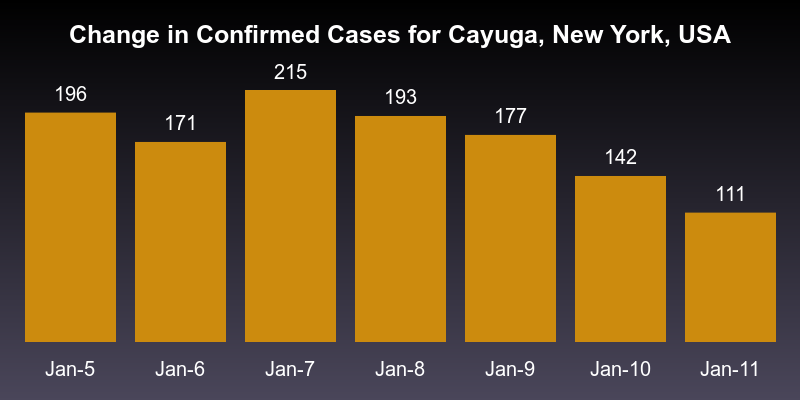 Change in Confirmed Cases for Cayuga, New York, USA
196
171
215
193
177
142
111
Jan-5
Jan-6
Jan-7
Jan-8
Jan-9
Jan-10
Jan-11